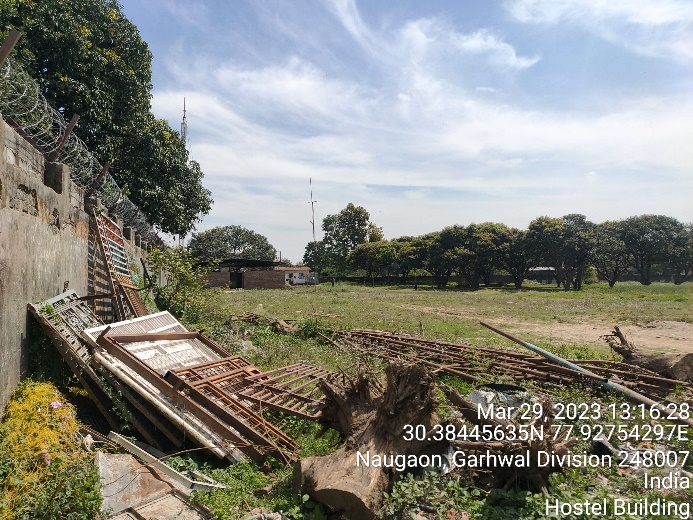 Mar 29, 2023 13:16:28
30.38445635N 77.92754297E
Naugaon, Garhwal Division 248007
India
Hostel Building